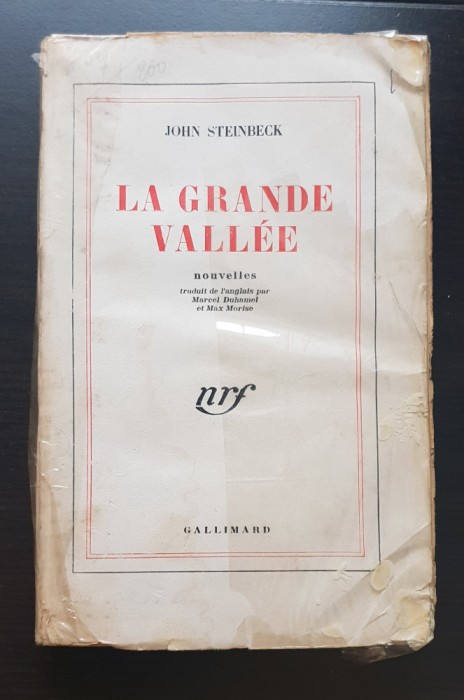 JOHN STEINBECK
LA GRANDE
VALLÉE
nouvelles
traduit de l'anglais par
Marcel Duhamel
et Max Morise
nrf
GALLIMARD